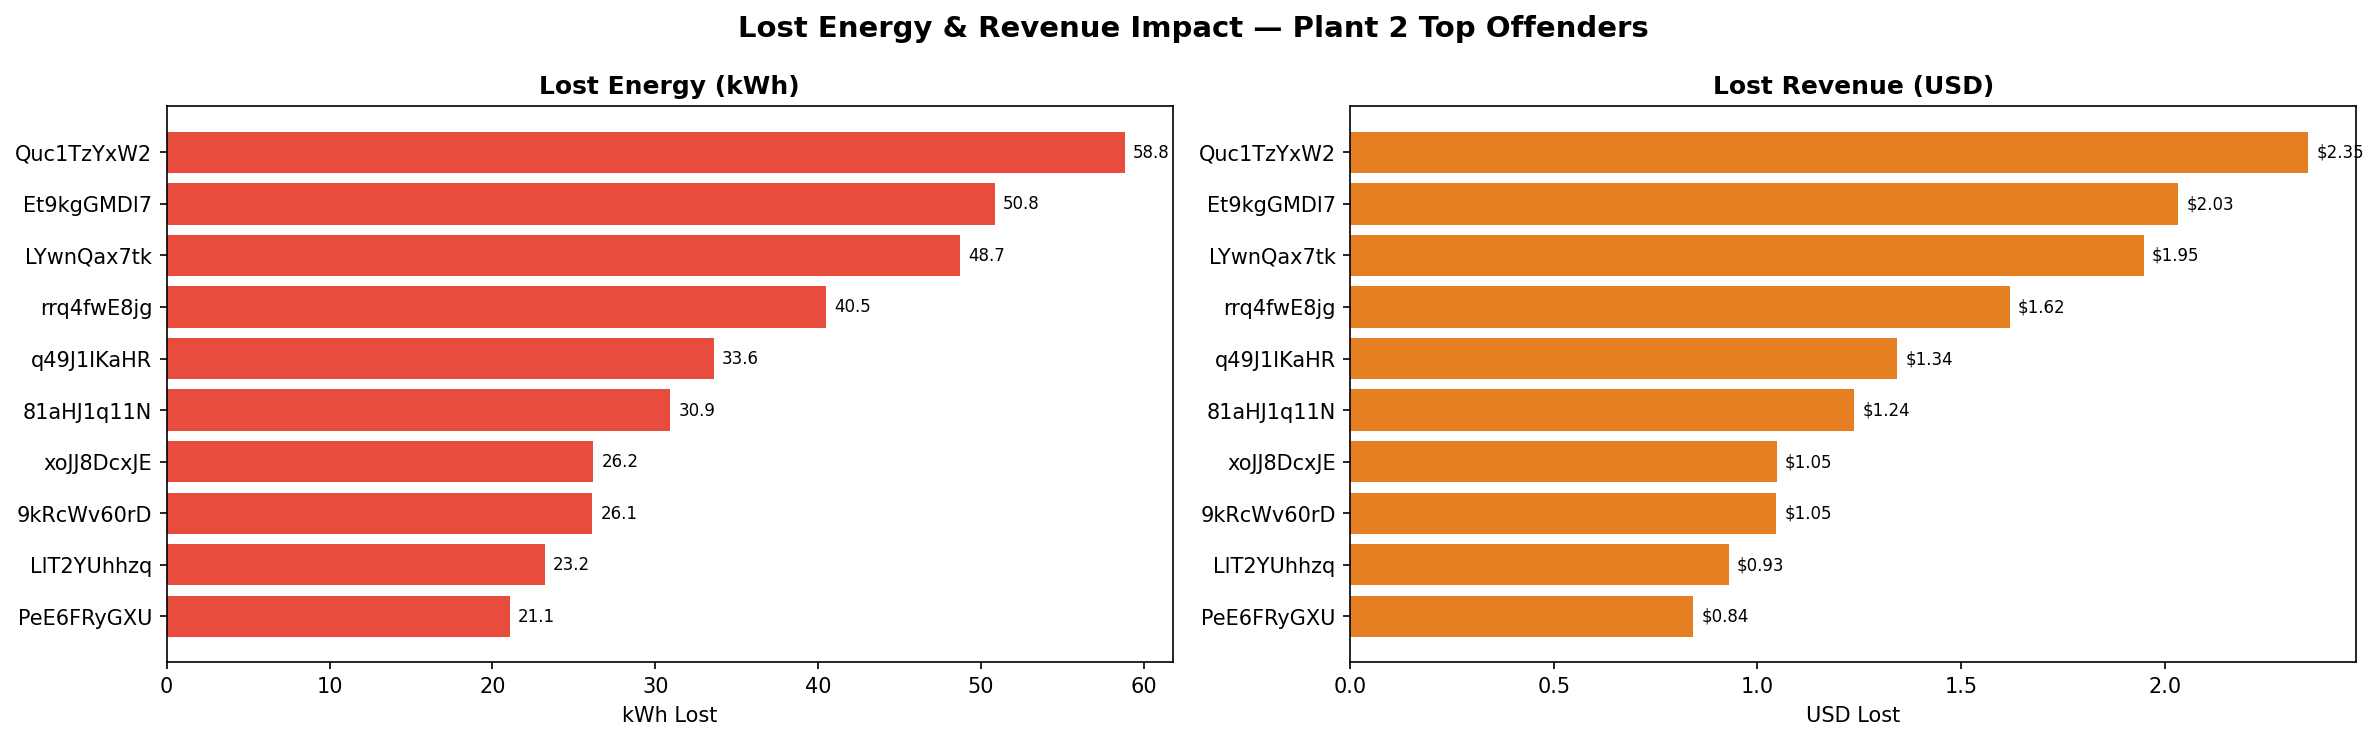 Lost Energy & Revenue Impact — Plant 2 Top Offenders
Lost Energy (kWh)
Quc1TzYxW2
58.8
Et9kgGMDl7
50.8
LYwnQax7tk
48.7
rrq4fwE8jg
40.5
q49J1IKaHR
33.6
81aHJ1q11N
30.9
xoJJ8DcxJE
26.2
9kRcWv60rD
26.1
LlT2YUhhzq
23.2
PeE6FRyGXU
21.1
0 10 20 30 40 50 60
kWh Lost
Lost Revenue (USD)
Quc1TzYxW2
$2.35
Et9kgGMDl7
$2.03
LYwnQax7tk
$1.95
rrq4fwE8jg
$1.62
q49J1IKaHR
$1.34
81aHJ1q11N
$1.24
xoJJ8DcxJE
$1.05
9kRcWv60rD
$1.05
LlT2YUhhzq
$0.93
PeE6FRyGXU
$0.84
0.0 0.5 1.0 1.5 2.0
USD Lost